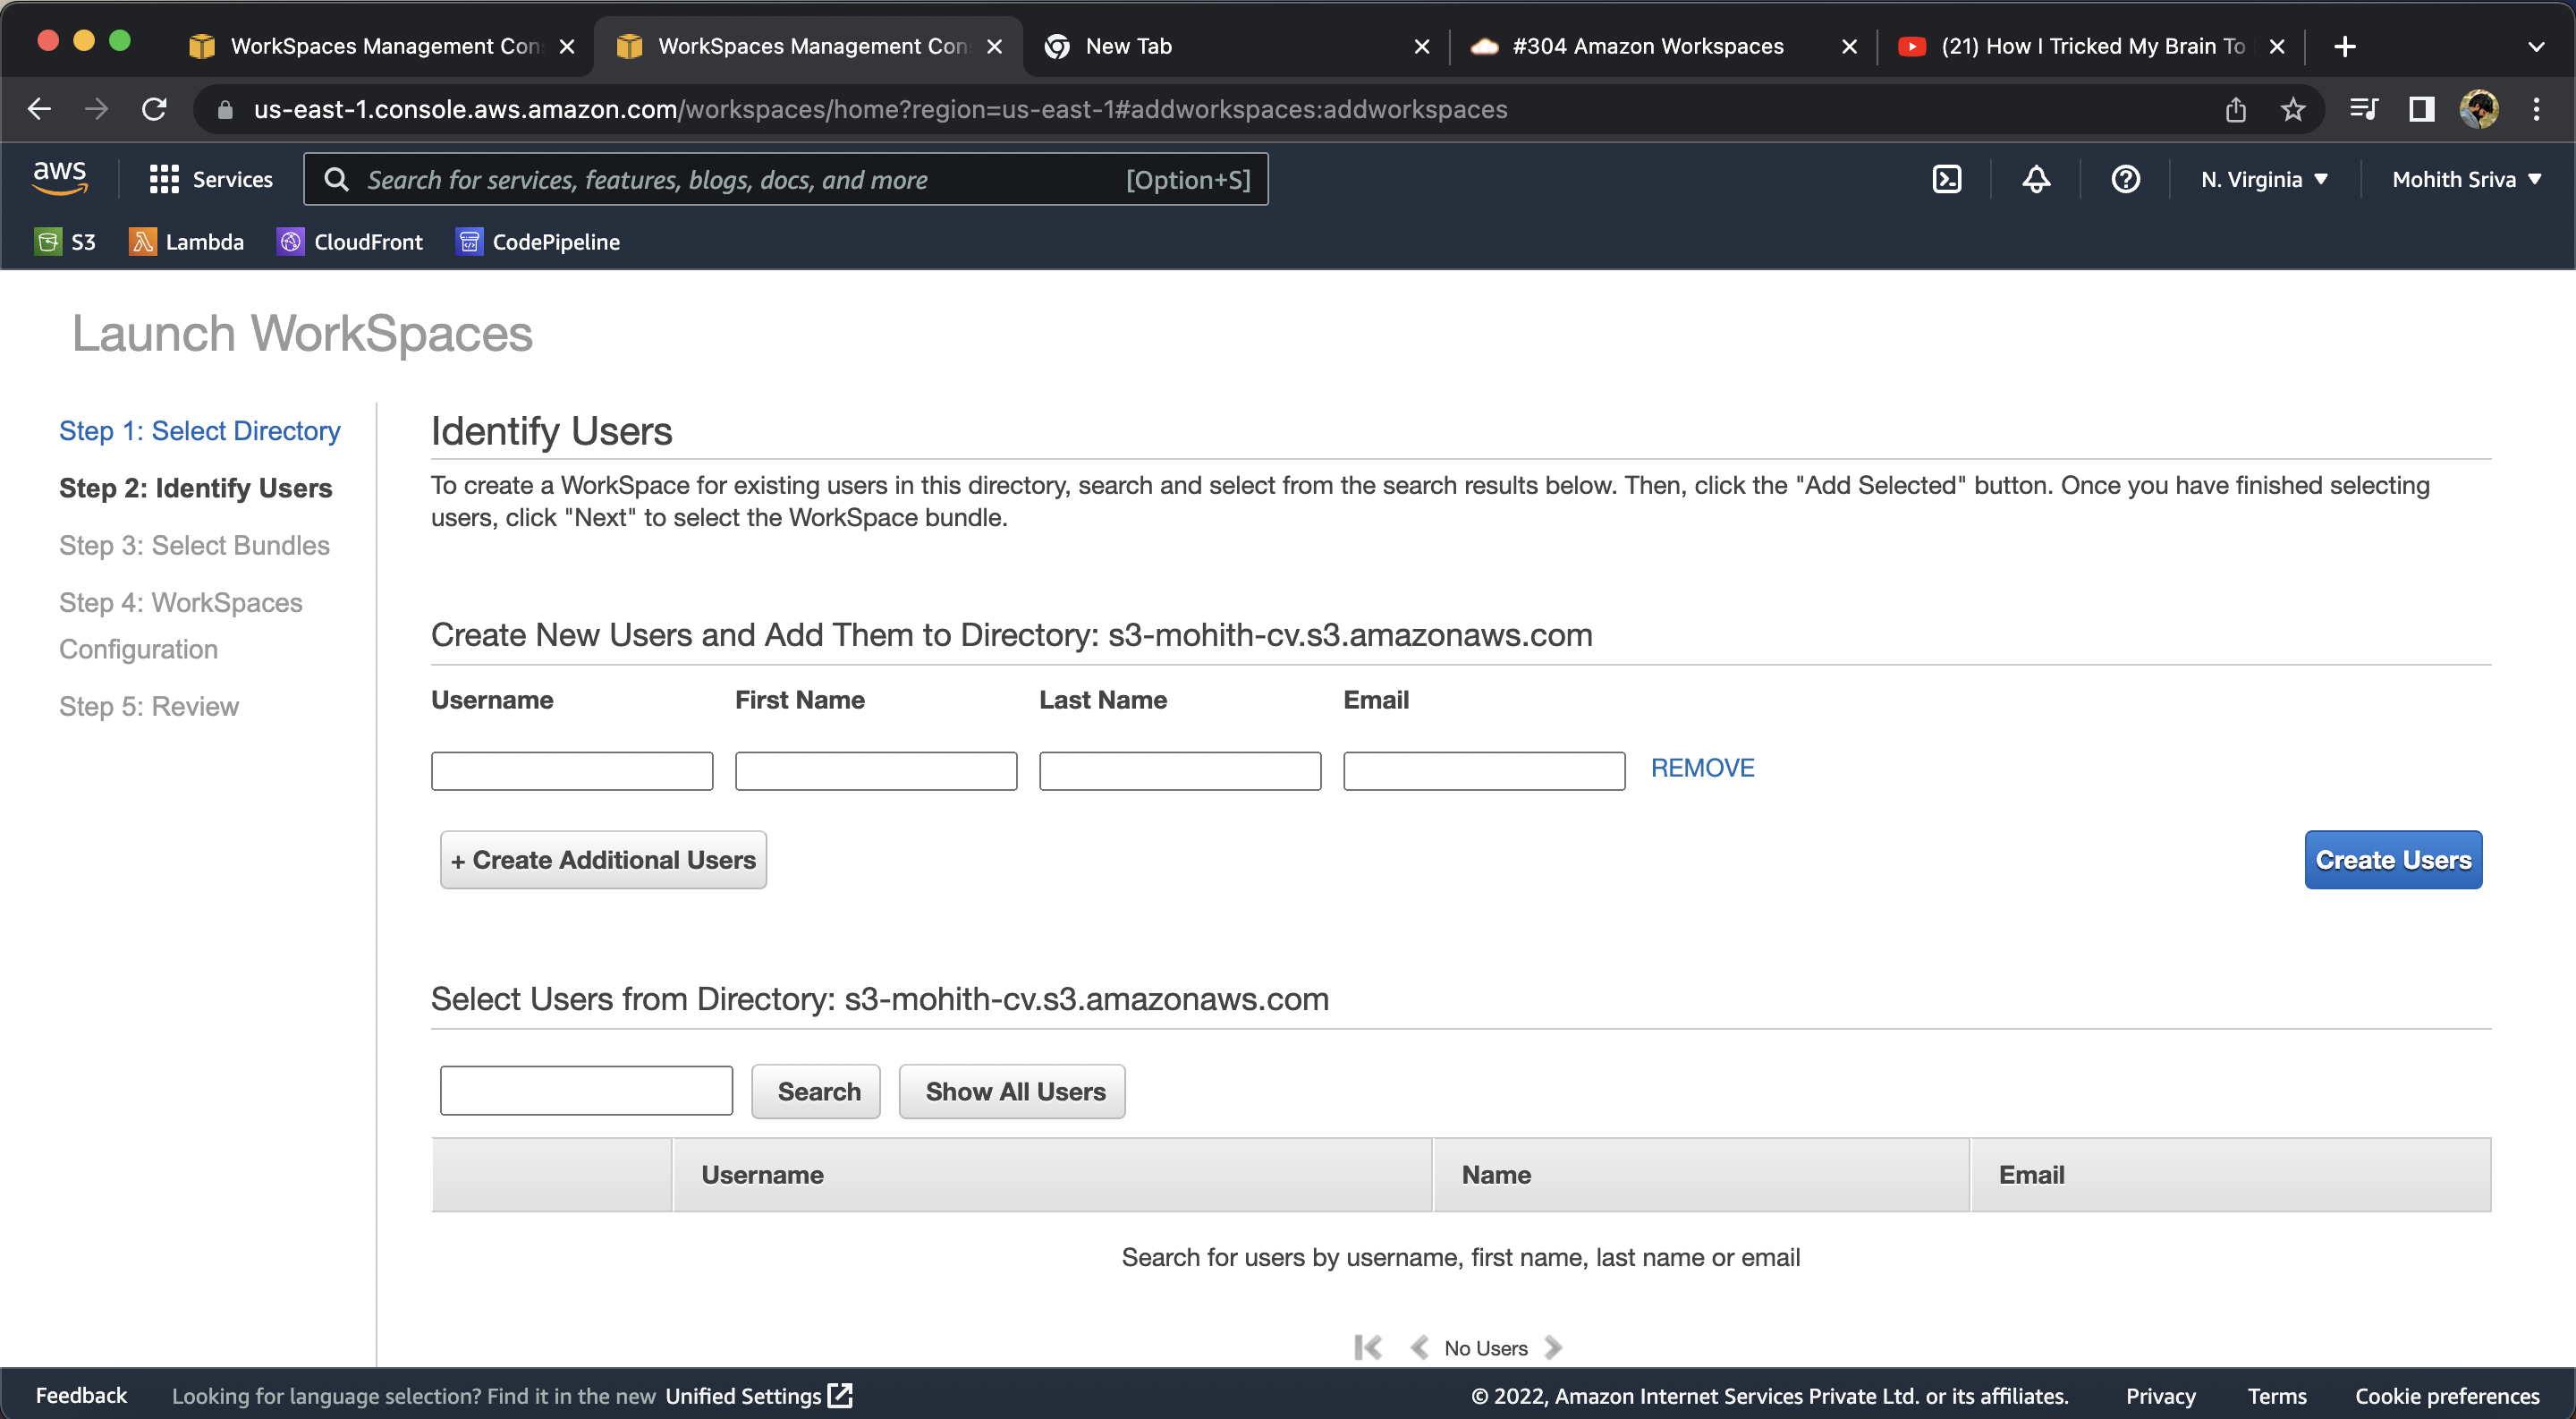 WorkSpaces Management Con
WorkSpaces Management Con
New Tab
#304 Amazon Workspaces
(21) How I Tricked My Brain To
us-east-1.console.aws.amazon.com/workspaces/home?region=us-east-1#addworkspaces:addworkspaces
aws
Services
Search for services, features, blogs, docs, and more
[Option+S]
N. Virginia
Mohith Sriva
S3
Lambda
CloudFront
CodePipeline
Launch WorkSpaces
Step 1: Select Directory
Step 2: Identify Users
Step 3: Select Bundles
Step 4: WorkSpaces
Configuration
Step 5: Review
Identify Users
To create a WorkSpace for existing users in this directory, search and select from the search results below. Then, click the "Add Selected" button. Once you have finished selecting
users, click "Next" to select the WorkSpace bundle.
Create New Users and Add Them to Directory: s3-mohith-cv.s3.amazonaws.com
Username First Name Last Name Email
REMOVE
+ Create Additional Users
Create Users
Select Users from Directory: s3-mohith-cv.s3.amazonaws.com
Search
Show All Users
Username Name Email
Search for users by username, first name, last name or email
No Users
Feedback
Looking for language selection? Find it in the new Unified Settings
© 2022, Amazon Internet Services Private Ltd. or its affiliates.
Privacy
Terms
Cookie preferences